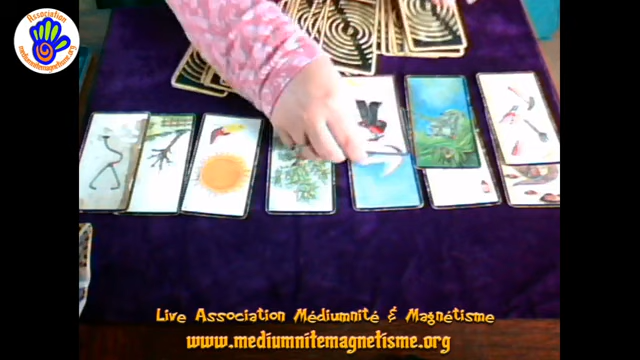 Association
mediumnitemagnetisme.org
Live Association Médiumnité & Magnétisme
www.mediumnitemagnetisme.org